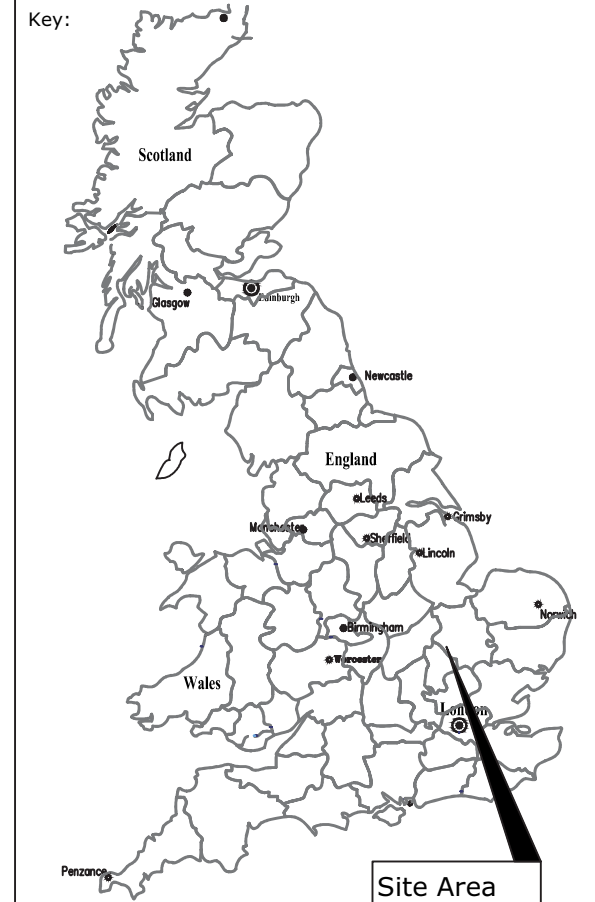 Key:
Scotland
Edinburgh
Glasgow
Newcastle
England
Leeds
Grimsby
Manchester
Sheffield
Lincoln
Norwich
Birmingham
Worcester
Wales
London
Penzance
Site Area